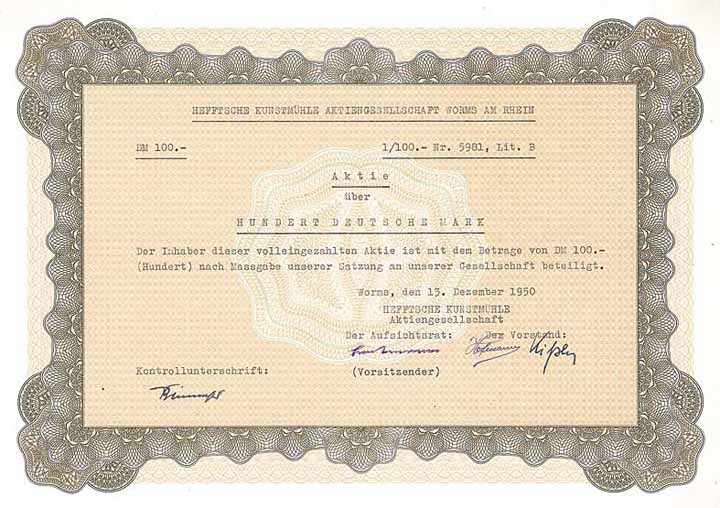 HEFFTSCHE KUNSTMÜHLE AKTIENGESELLSCHAFT WORMS AM RHEIN
DM 100.- 1/100.- Nr. 5981, Lit. B
Aktie
über
HUNDERT DEUTSCHE MARK
Der Inhaber dieser volleingezahlten Aktie ist mit dem Betrage von DM 100.-
(Hundert) nach Massgabe unserer Satzung an unserer Gesellschaft beteiligt.
Worms, den 13. Dezember 1950
HEFFTSCHE KUNSTMÜHLE
Aktiengesellschaft
Der Aufsichtsrat: Der Vorstand:
Hofmann
Kontrollunterschrift: (Vorsitzender)